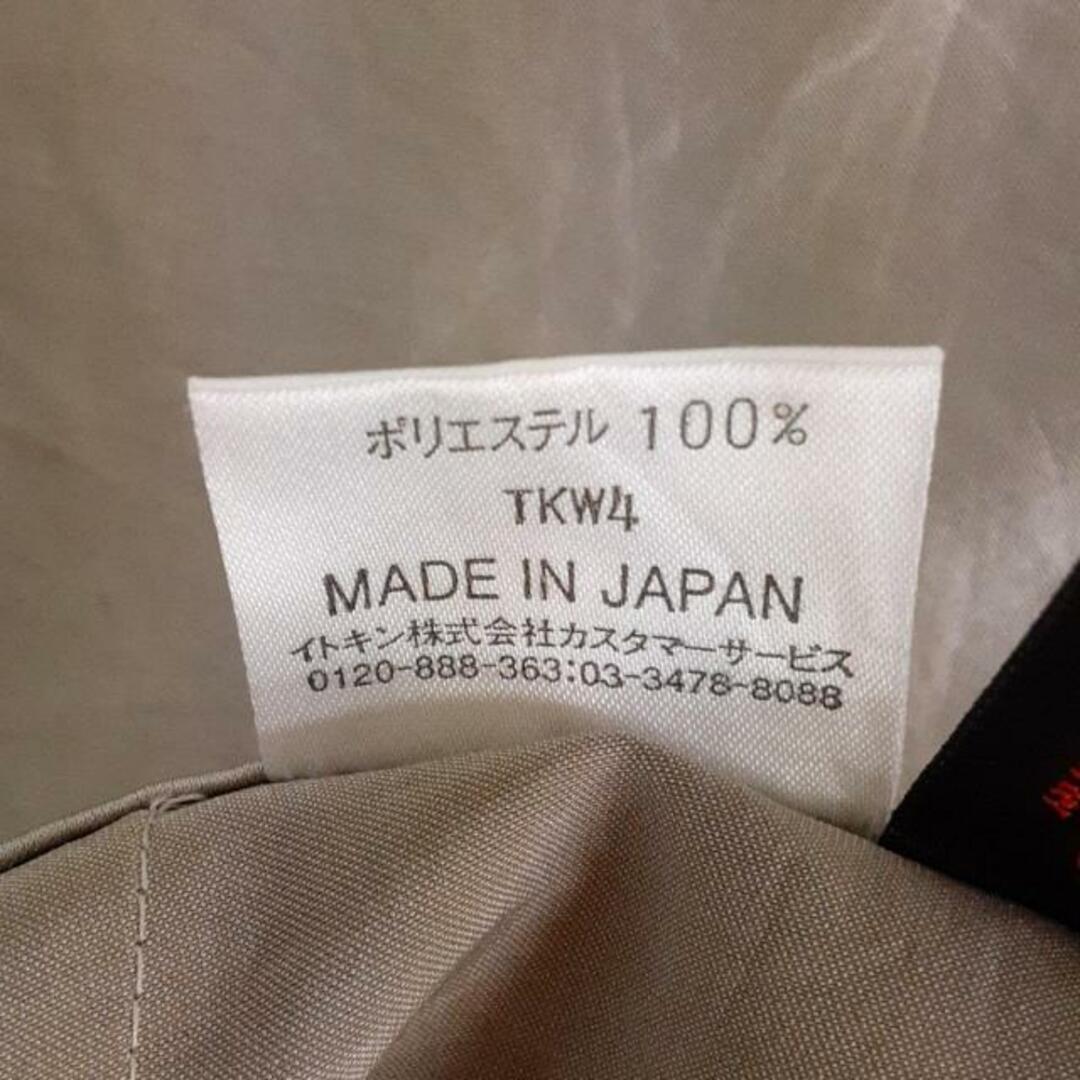 ポリエステル 100%
TKW4
MADE IN JAPAN
イトキン株式会社カスタマーサービス
0120-888-363:03-3478-8088